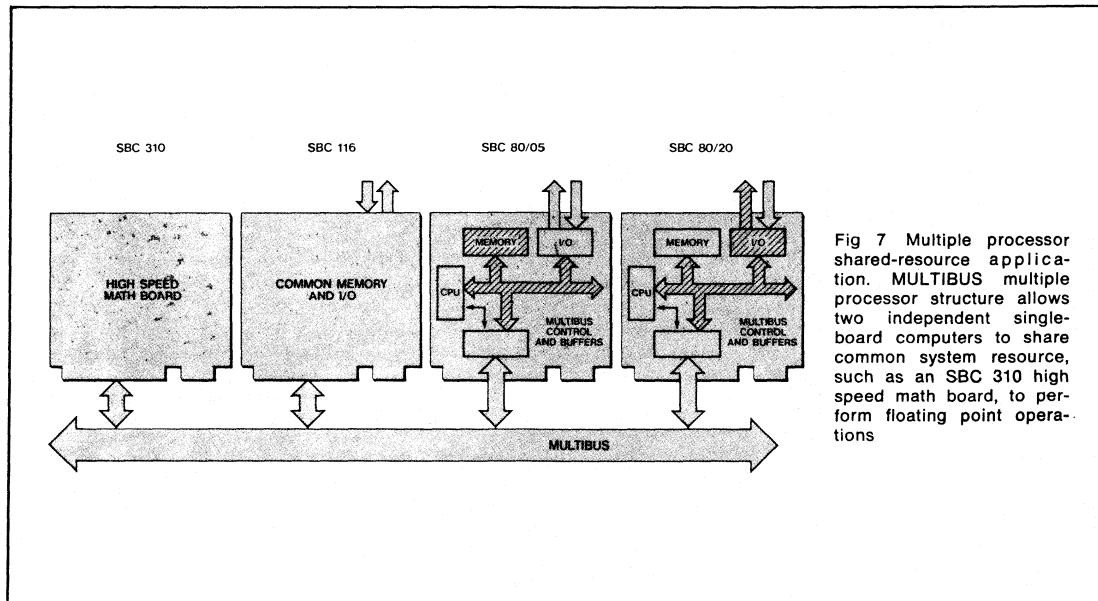 SBC 310
SBC 116
SBC 80/05
SBC 80/20
HIGH SPEED
MATH BOARD
COMMON MEMORY
AND I/O
MEMORY
I/O
CPU
MULTIBUS
CONTROL
AND BUFFERS
MEMORY
I/O
CPU
MULTIBUS
CONTROL
AND BUFFERS
MULTIBUS
Fig 7 Multiple processor
shared-resource applica-
tion. MULTIBUS multiple
processor structure allows
two independent single-
board computers to share
common system resource,
such as an SBC 310 high
speed math board, to per-
form floating point opera-
tions